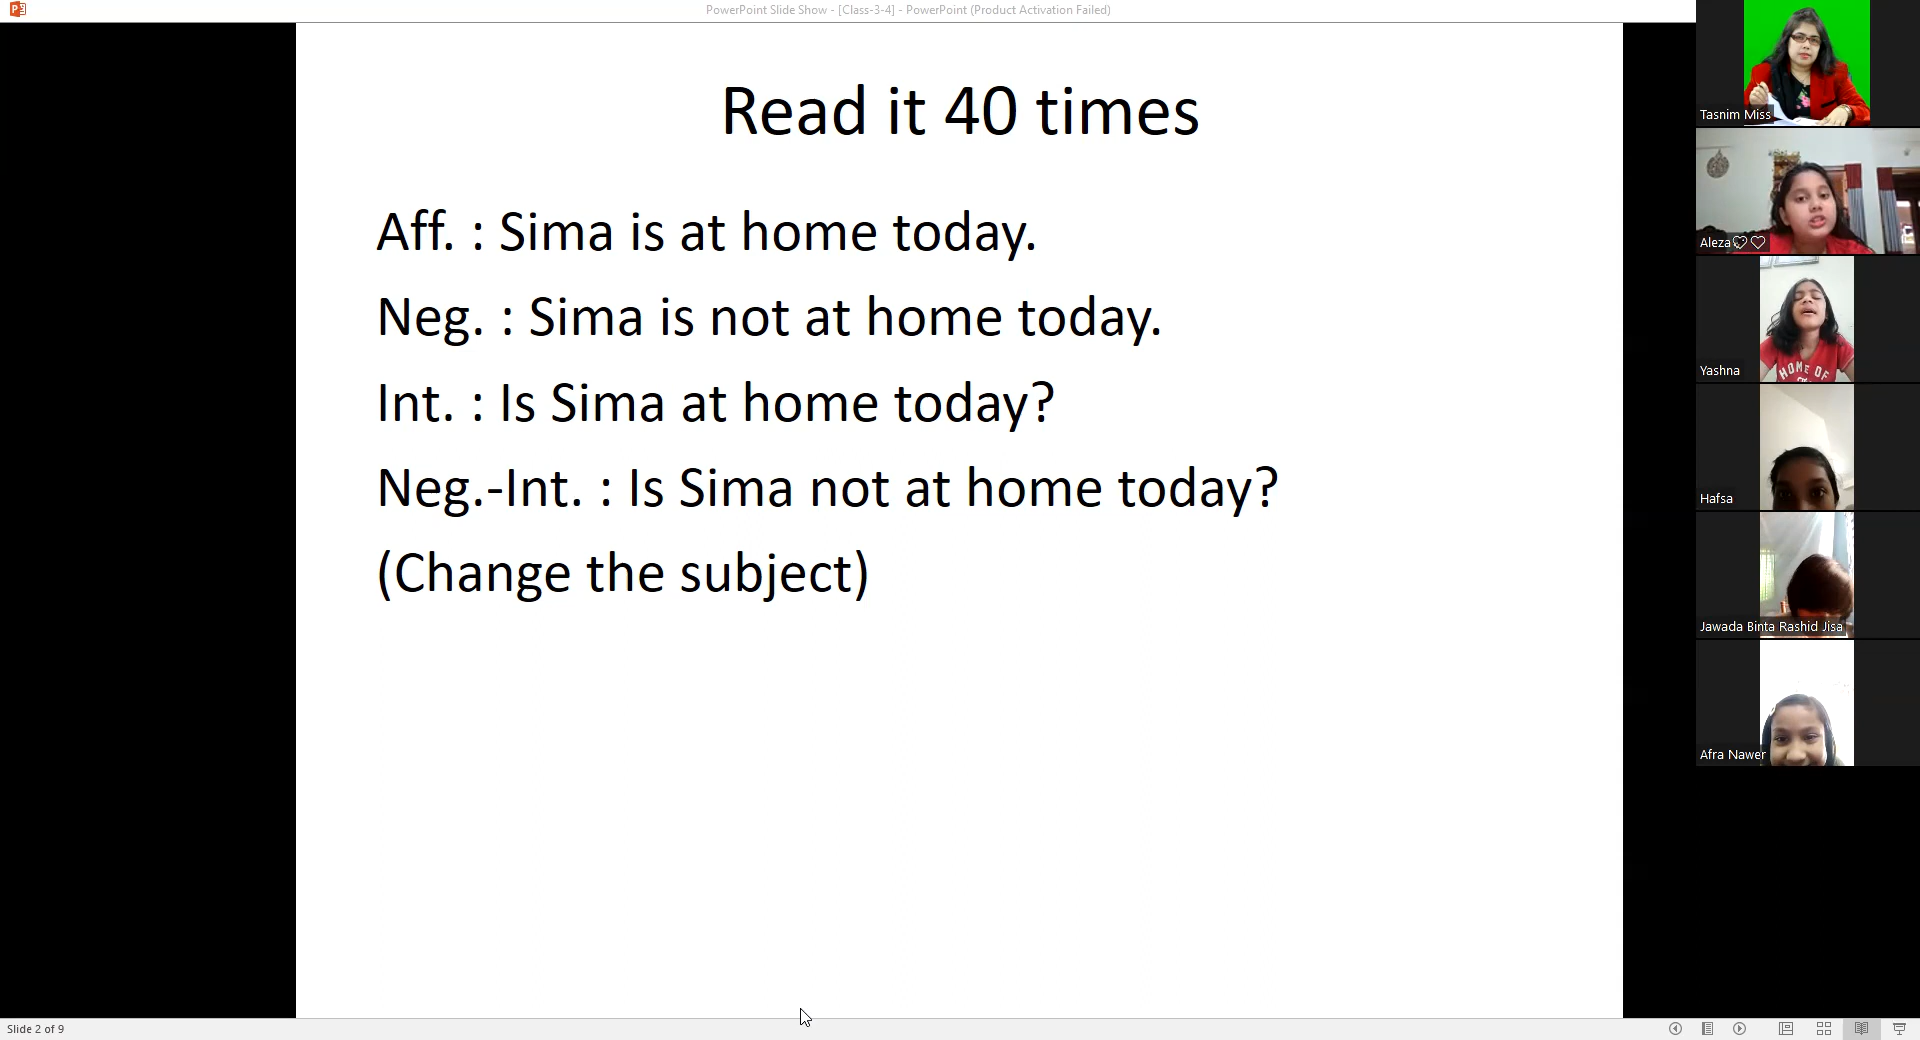 PowerPoint Slide Show - [Class-3-4] - PowerPoint (Product Activation Failed)
Read it 40 times
Aff. : Sima is at home today.
Neg. : Sima is not at home today.
Int. : Is Sima at home today?
Neg.-Int. : Is Sima not at home today?
(Change the subject)
Tasnim Miss
Aleza
Yashna
HOME OF
Hafsa
Jawada Binta Rashid Jisa
Afra Nawer
Slide 2 of 9